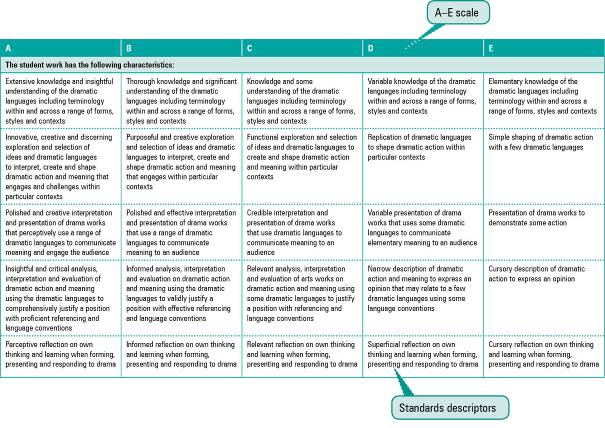 A–E scale
A
B
C
D
E
The student work has the following characteristics:
Extensive knowledge and insightful
understanding of the dramatic
languages including terminology
within and across a range of forms,
styles and contexts
Thorough knowledge and significant
understanding of the dramatic
languages including terminology
within and across a range of forms,
styles and contexts
Knowledge and some
understanding of the dramatic
languages including terminology
within and across a range of forms,
styles and contexts
Variable knowledge of the dramatic
languages including terminology
within and across a range of forms,
styles and contexts
Elementary knowledge of the
dramatic languages including
terminology within and across a
range of forms, styles and contexts
Innovative, creative and discerning
exploration and selection of
ideas and dramatic languages
to interpret, create and shape
dramatic action and meaning that
engages and challenges within
particular contexts
Purposeful and creative exploration
and selection of ideas and dramatic
languages to interpret, create and
shape dramatic action and meaning
that engages within particular
contexts
Functional exploration and selection
of ideas and dramatic languages to
create and shape dramatic action
and meaning within particular
contexts
Replication of dramatic languages
to shape dramatic action within
particular contexts
Simple shaping of dramatic action
with a few dramatic languages
Polished and creative interpretation
and presentation of drama works
that perceptively use a range of
dramatic languages to communicate
meaning and engage the audience
Polished and effective interpretation
and presentation of drama works
that use a range of dramatic
languages to communicate
meaning to an audience
Credible interpretation and
presentation of drama works
that use dramatic languages to
communicate meaning to an
audience
Variable presentation of drama
works that uses some dramatic
languages to communicate
elementary meaning to an audience
Presentation of drama works to
demonstrate some action
Insightful and critical analysis,
interpretation and evaluation of
dramatic action and meaning
using the dramatic languages to
comprehensively justify a position
with proficient referencing and
language conventions
Informed analysis, interpretation
and evaluation on dramatic action
and meaning using the dramatic
languages to validly justify a
position with effective referencing
and language conventions
Relevant analysis, interpretation
and evaluation of arts works on
dramatic action and meaning using
some dramatic languages to justify
a position with referencing and
language conventions
Narrow description of dramatic
action and meaning to express an
opinion that may relate to a few
dramatic languages using some
language conventions
Cursory description of dramatic
action to express an opinion
Perceptive reflection on own
thinking and learning when forming,
presenting and responding to drama
Informed reflection on own thinking
and learning when forming,
presenting and responding to drama
Relevant reflection on own thinking
and learning when forming,
presenting and responding to drama
Superficial reflection on own
thinking and learning when forming,
presenting and responding to drama
Cursory reflection on own thinking
and learning when forming,
presenting and responding to drama
Standards descriptors